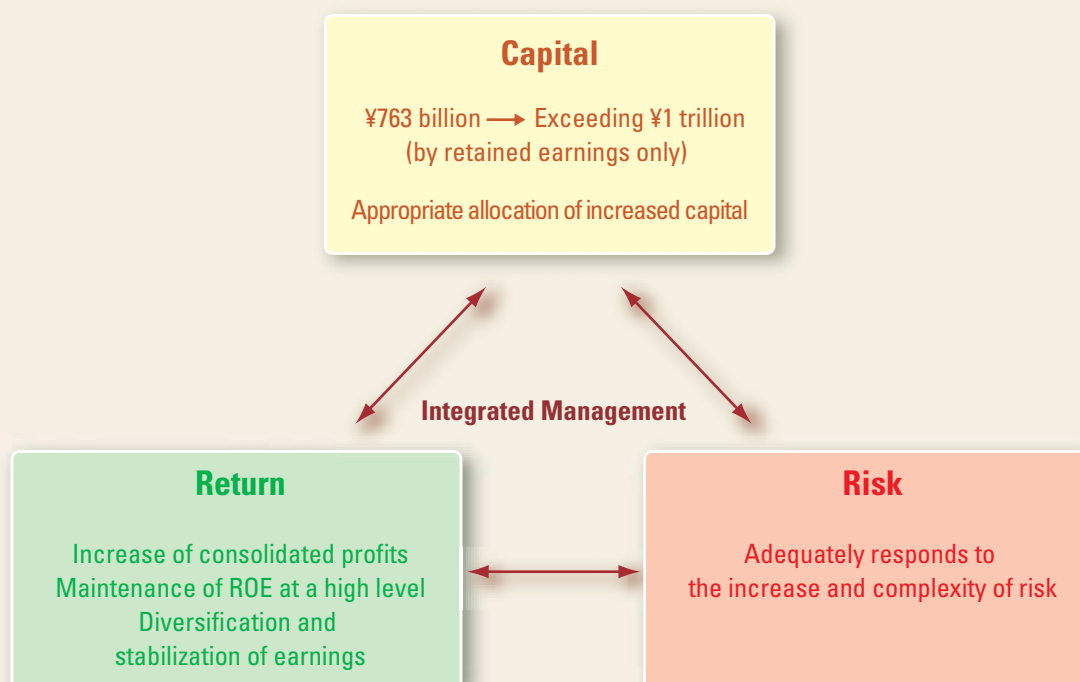 Capital
¥763 billion → Exceeding ¥1 trillion
(by retained earnings only)
Appropriate allocation of increased capital
Integrated Management
Return
Increase of consolidated profits
Maintenance of ROE at a high level
Diversification and
stabilization of earnings
Risk
Adequately responds to
the increase and complexity of risk